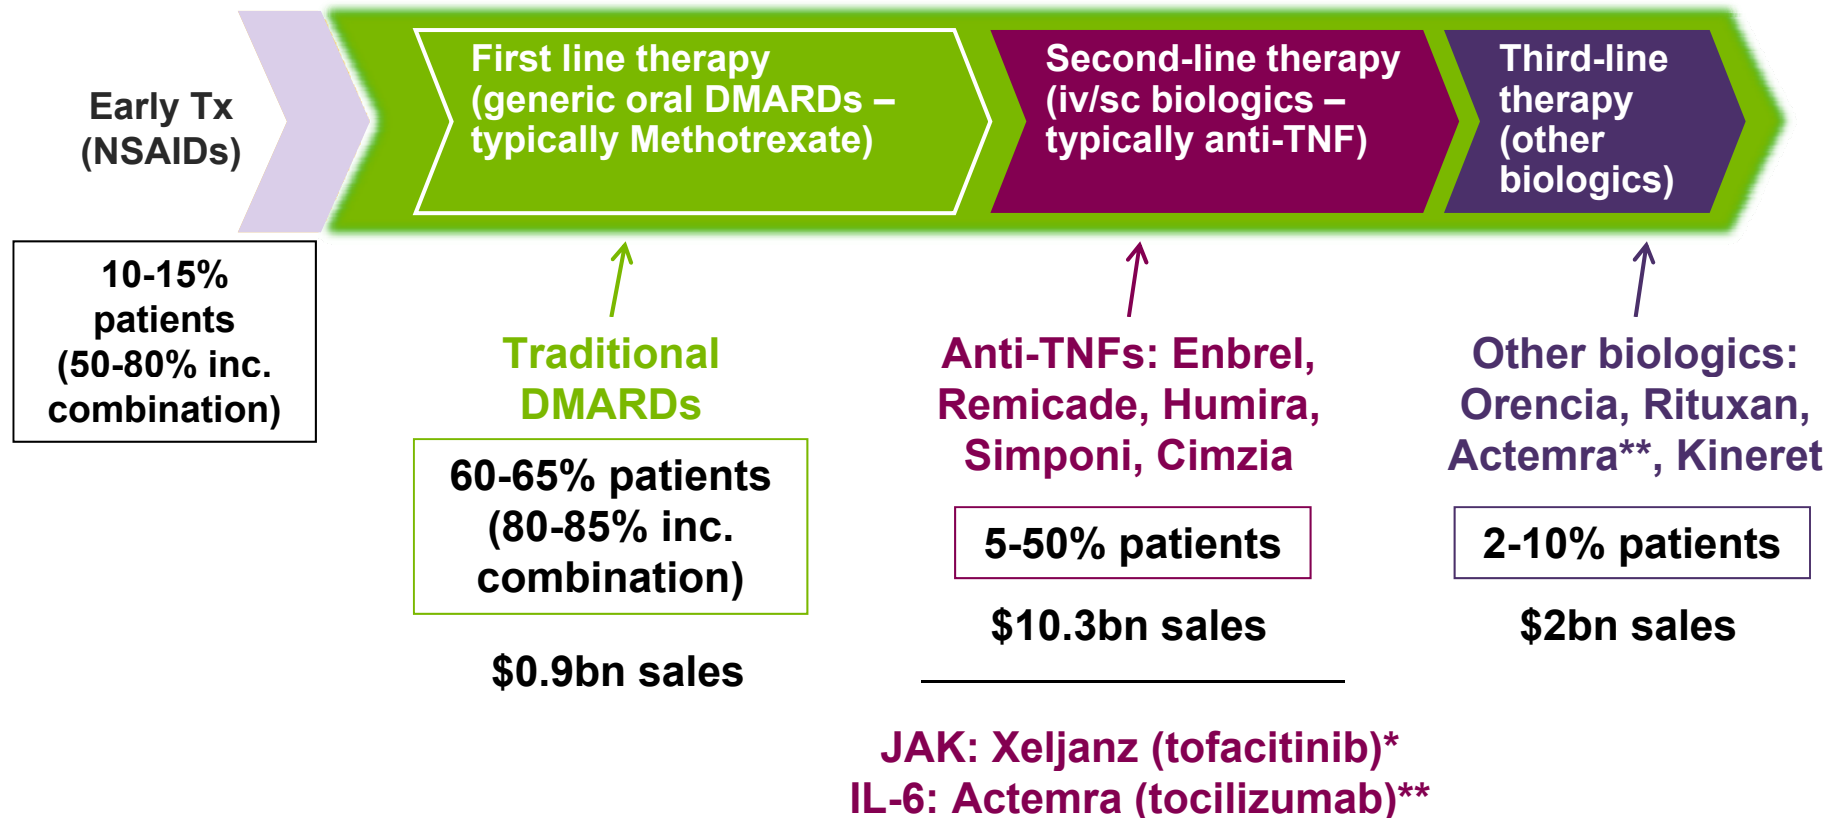 Early Tx
(NSAIDs)
First line therapy
(generic oral DMARDs –
typically Methotrexate)
Second-line therapy
(iv/sc biologics –
typically anti-TNF)
Third-line
therapy
(other
biologics)
10-15%
patients
(50-80% inc.
combination)
Traditional
DMARDs
60-65% patients
(80-85% inc.
combination)
$0.9bn sales
Anti-TNFs: Enbrel,
Remicade, Humira,
Simponi, Cimzia
5-50% patients
$10.3bn sales
JAK: Xeljanz (tofacitinib)*
IL-6: Actemra (tocilizumab)**
Other biologics:
Orencia, Rituxan,
Actemra**, Kineret
2-10% patients
$2bn sales